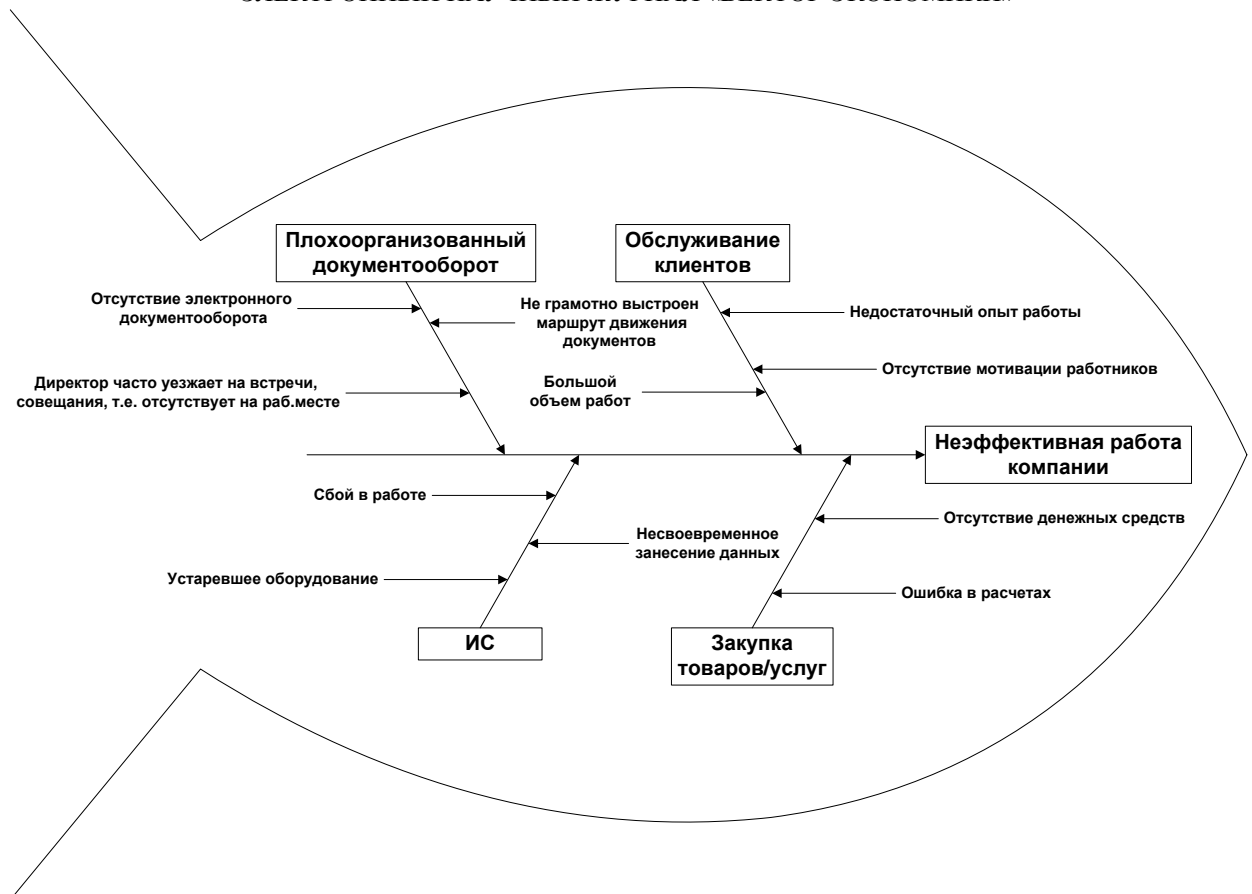 Плохоорганизованный
документооборот
Обслуживание
клиентов
Отсутствие электронного
документооборота
Не грамотно выстроен
маршрут движения
документов
Недостаточный опыт работы
Директор часто уезжает на встречи,
совещания, т.е. отсутствует на раб.месте
Большой
объем работ
Отсутствие мотивации работников
Неэффективная работа
компании
Сбой в работе
Несвоевременное
занесение данных
Отсутствие денежных средств
Устаревшее оборудование
Ошибка в расчетах
ИС
Закупка
товаров/услуг